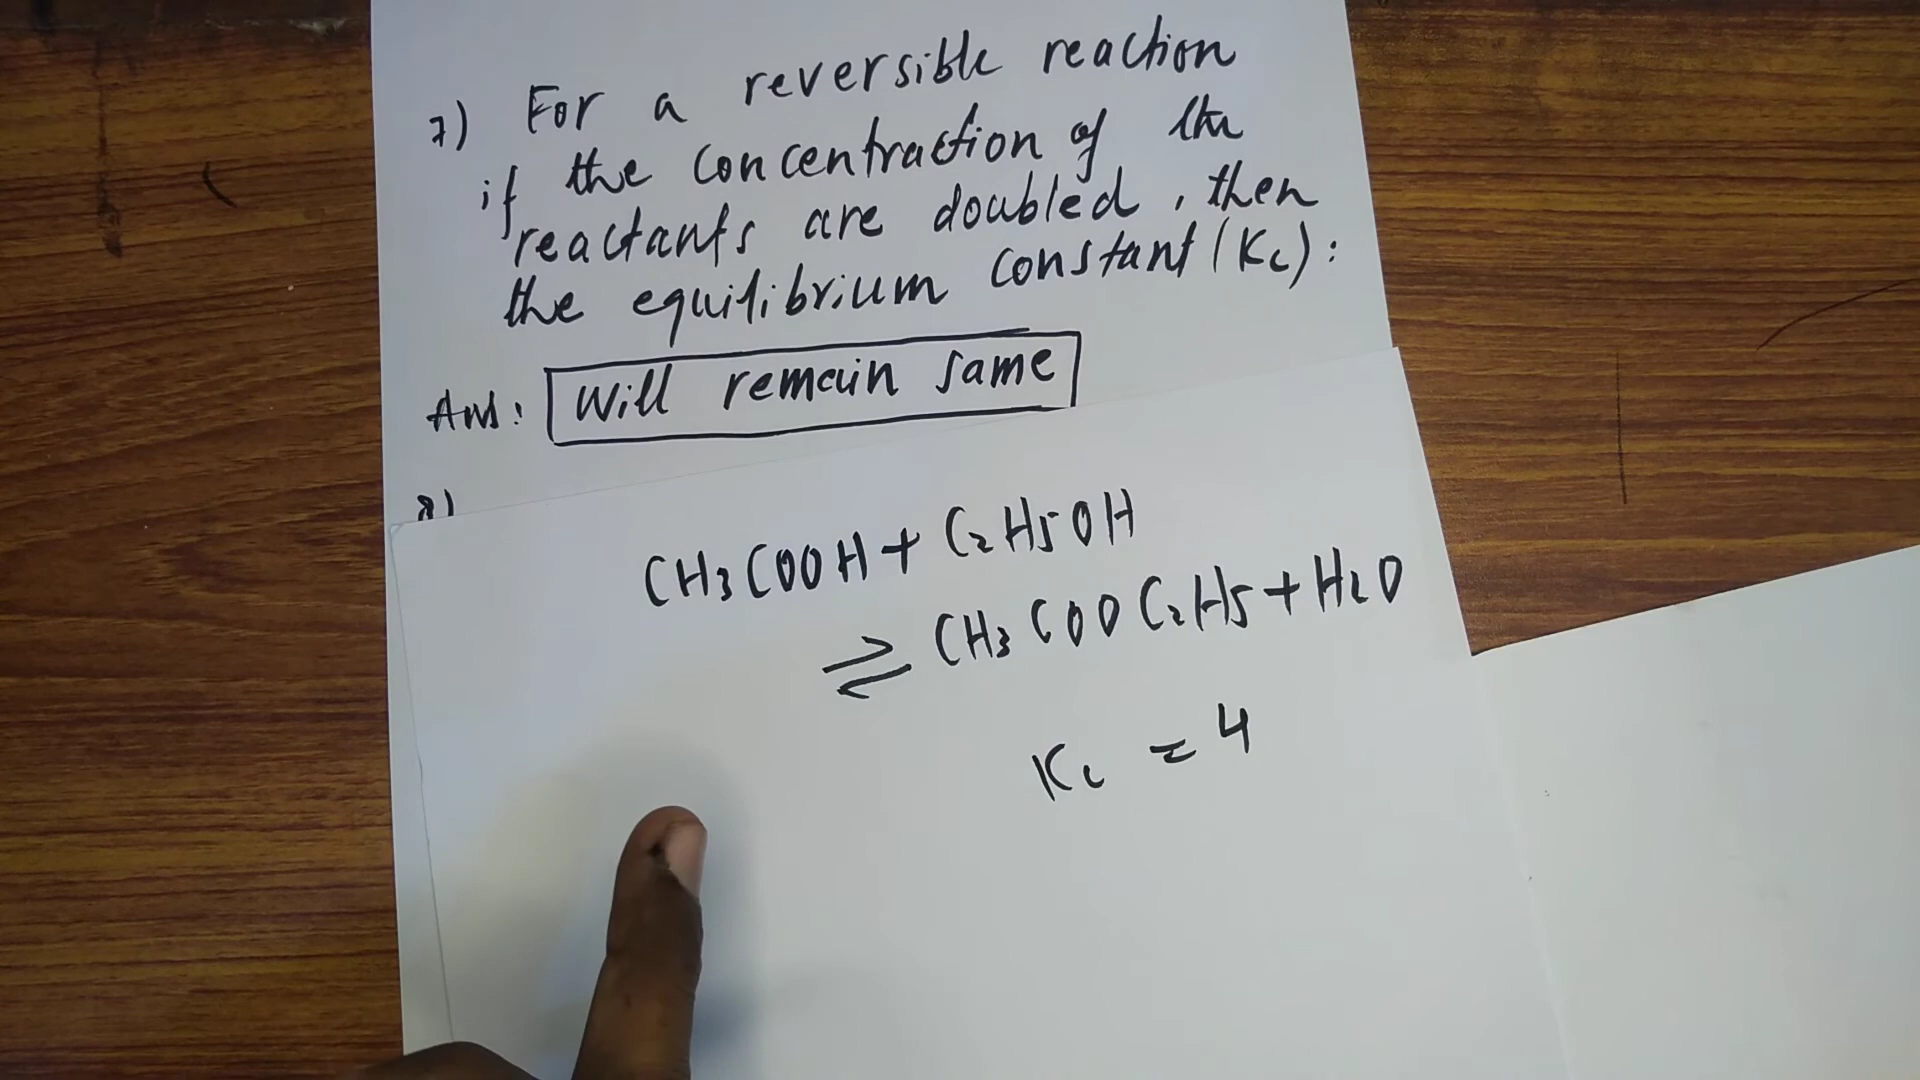 7) For a reversible reaction
if the concentraction of the
reactants are doubled, then
the equilibrium constant (Kc):
Ans: Will remain same
8)
CH3COOH + C2H5OH
⇌ CH3COOC2H5 + H2O
Kc = 4